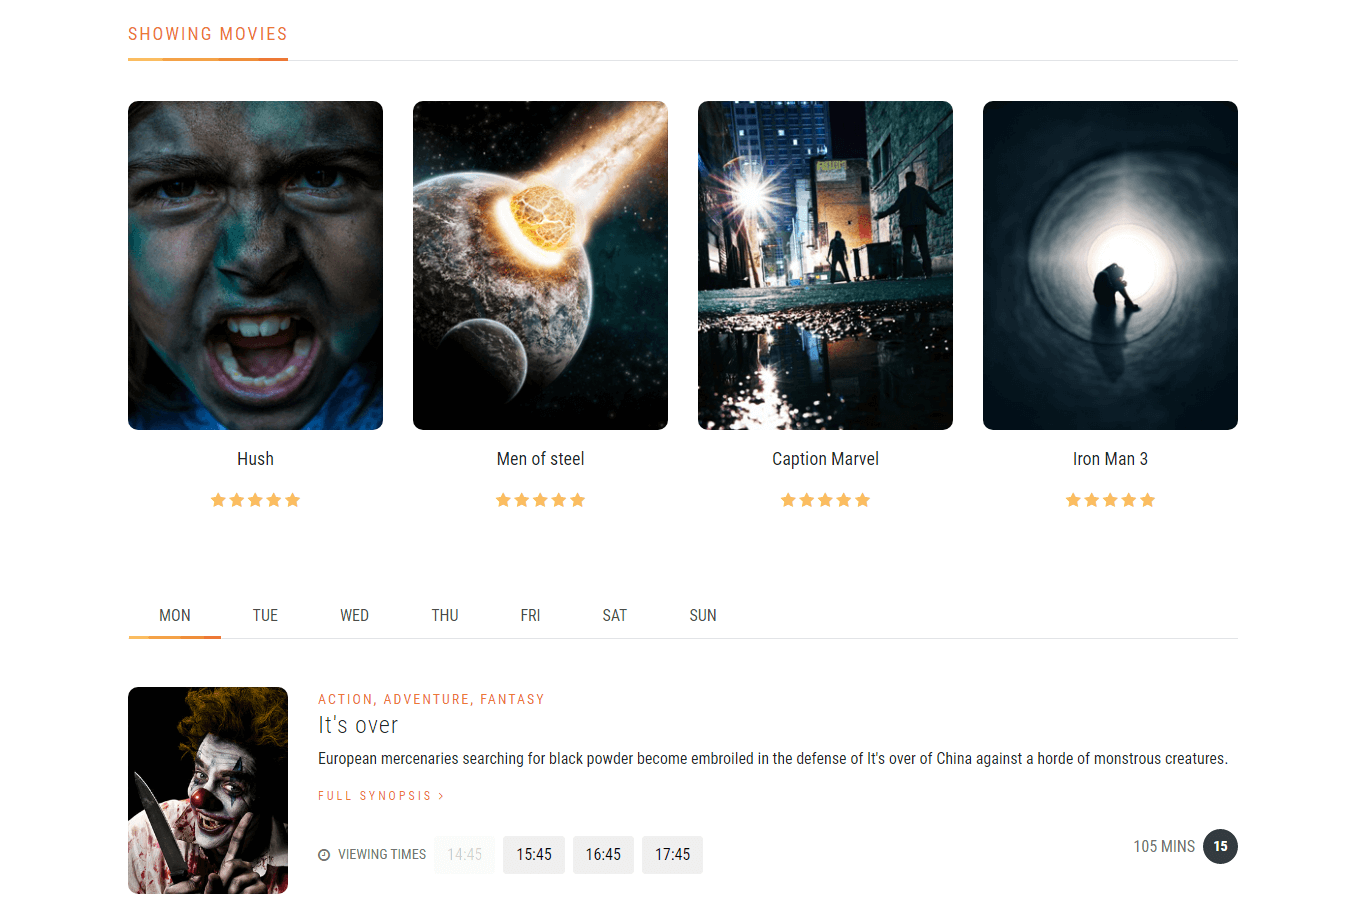 SHOWING MOVIES
Hush
Men of steel
Caption Marvel
Iron Man 3
MON TUE WED THU FRI SAT SUN
ACTION, ADVENTURE, FANTASY
It's over
European mercenaries searching for black powder become embroiled in the defense of It's over of China against a horde of monstrous creatures.
FULL SYNOPSIS >
VIEWING TIMES 14:45 15:45 16:45 17:45
105 MINS 15